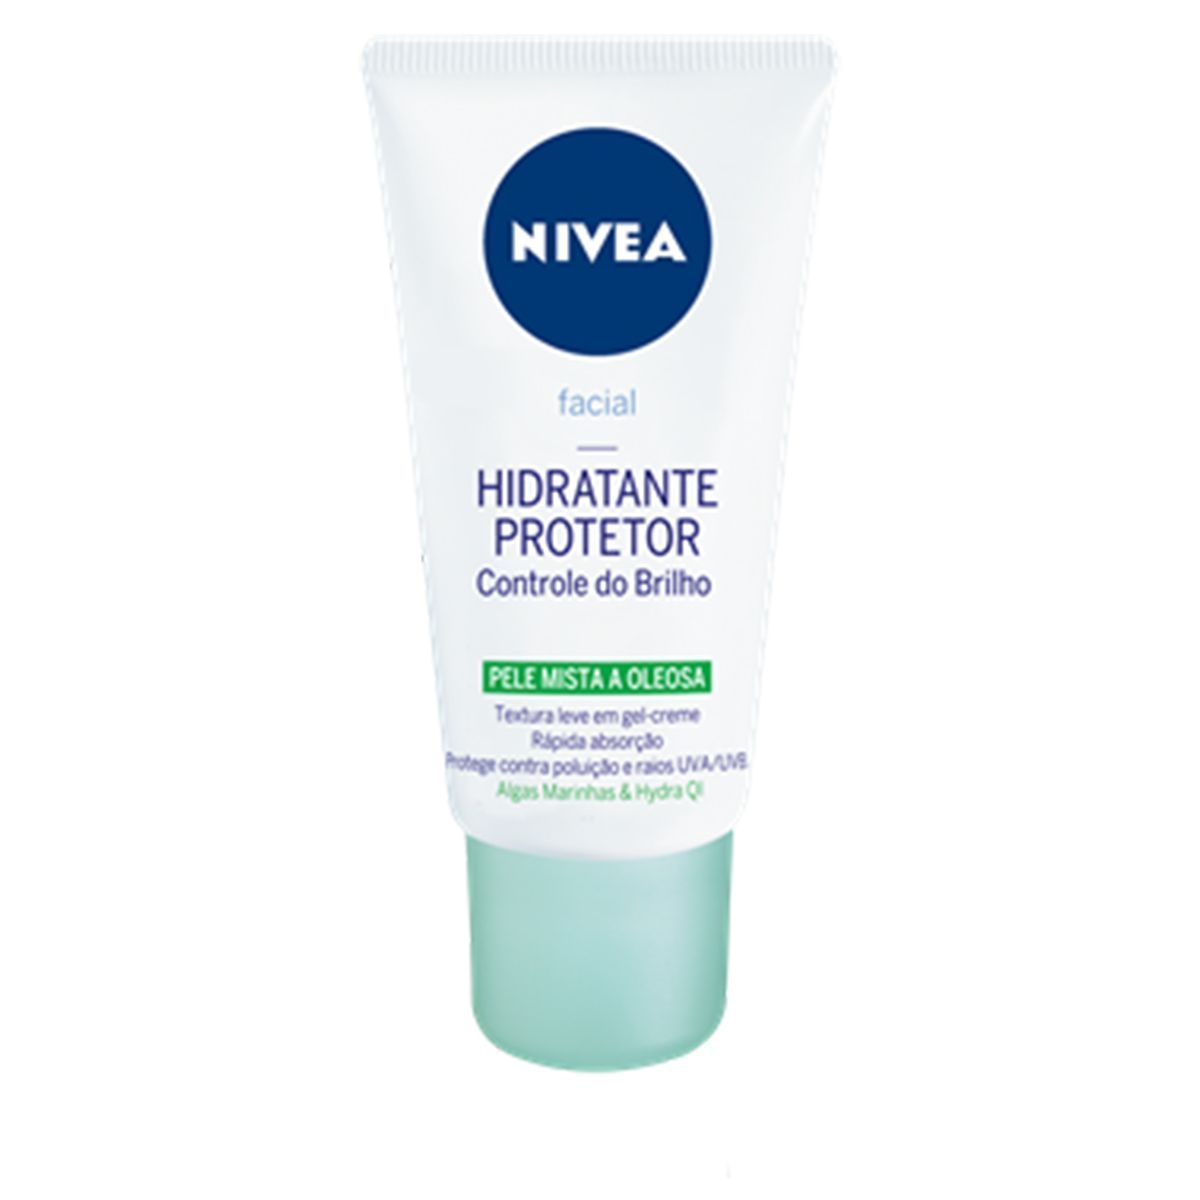 NIVEA
facial
HIDRATANTE
PROTETOR
Controle do Brilho
PELE MISTA A OLEOSA
Textura leve em gel-creme
Rápida absorção
Protege contra poluição e raios UVA/UVB.
Algas Marinhas & Hydra QI